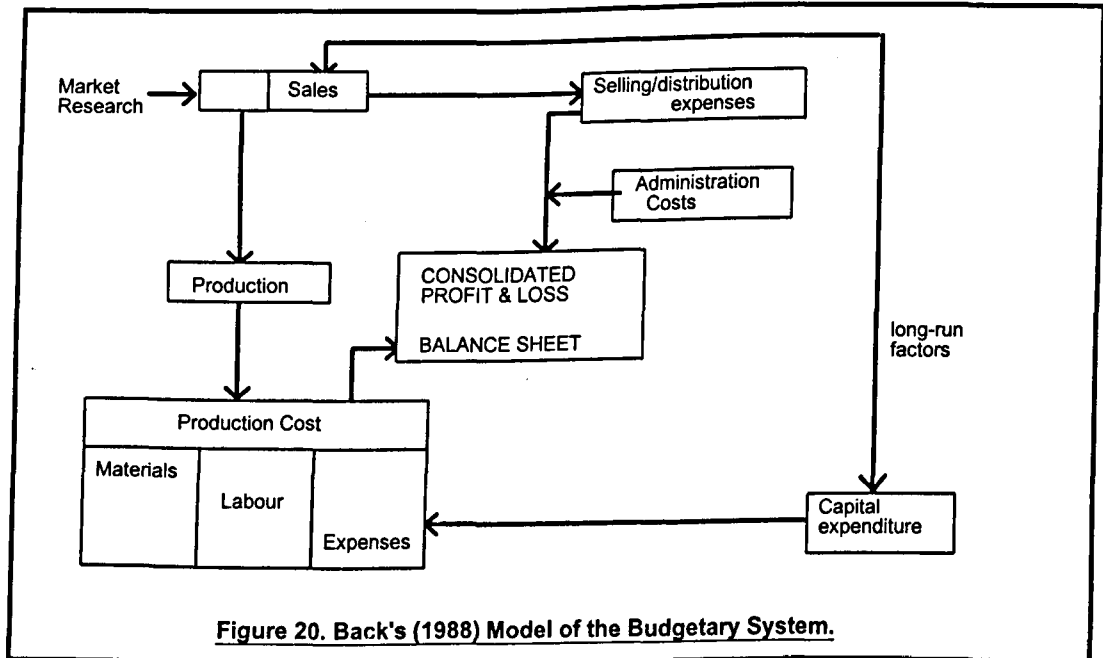 Market
Research
Sales
Selling/distribution
expenses
Administration
Costs
Production
CONSOLIDATED
PROFIT & LOSS
BALANCE SHEET
long-run
factors
Production Cost
Materials
Labour
Expenses
Capital
expenditure
Figure 20. Back's (1988) Model of the Budgetary System.